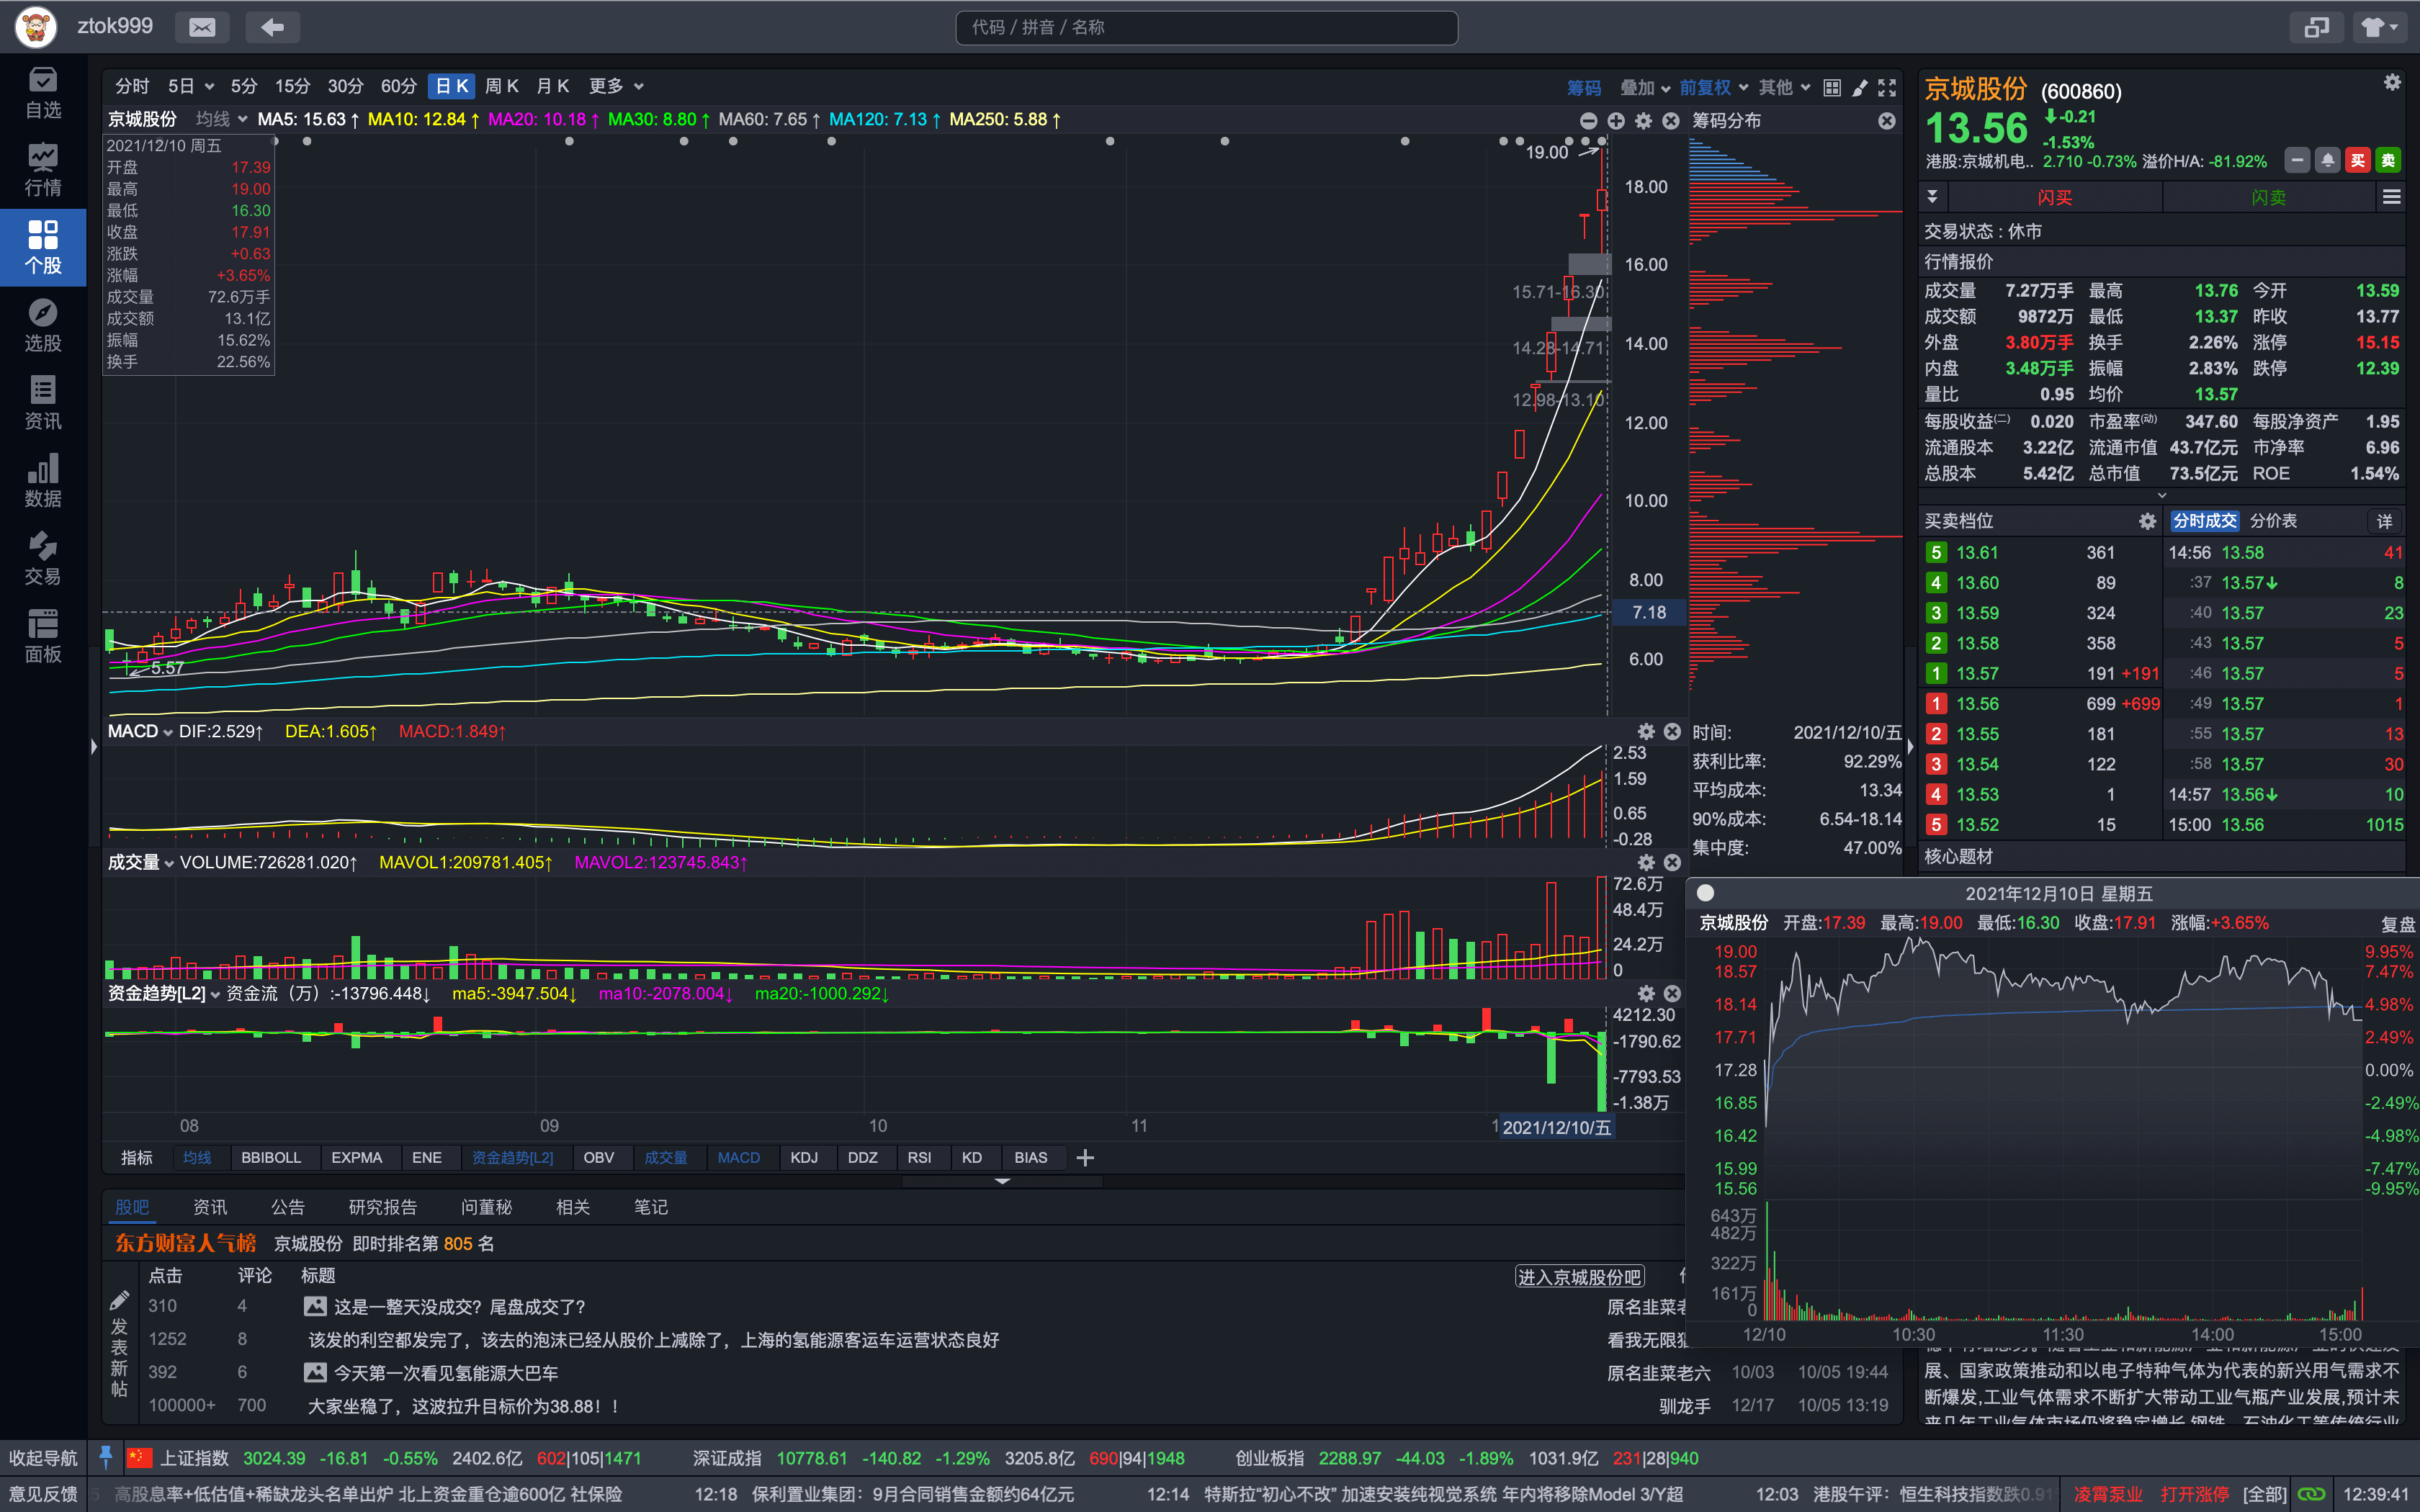 ztok999
代码 / 拼音 / 名称
自选
行情
个股
选股
资讯
数据
交易
面板
分时 5日 5分 15分 30分 60分 日K 周K 月K 更多
筹码 叠加 前复权 其他
京城股份 均线 MA5: 15.63↑ MA10: 12.84↑ MA20: 10.18↑ MA30: 8.80↑ MA60: 7.65↑ MA120: 7.13↑ MA250: 5.88↑
筹码分布
2021/12/10 周五
开盘 17.39
最高 19.00
最低 16.30
收盘 17.91
涨跌 +0.63
涨幅 +3.65%
成交量 72.6万手
成交额 13.1亿
振幅 15.62%
换手 22.56%
19.00
18.00
16.00
15.71-16.30
14.00
14.28-14.71
12.98-13.10
12.00
10.00
8.00
7.18
6.00
5.57
MACD DIF:2.529↑ DEA:1.605↑ MACD:1.849↑
2.53
1.59
0.65
-0.28
时间: 2021/12/10/五
获利比率: 92.29%
平均成本: 13.34
90%成本: 6.54-18.14
集中度: 47.00%
成交量 VOLUME:726281.020↑ MAVOL1:209781.405↑ MAVOL2:123745.843↑
72.6万
48.4万
24.2万
0
资金趋势[L2] 资金流（万）:-13796.448↓ ma5:-3947.504↓ ma10:-2078.004↓ ma20:-1000.292↓
4212.30
-1790.62
-7793.53
-1.38万
08 09 10 11 1 2021/12/10/五
指标 均线 BBIBOLL EXPMA ENE 资金趋势[L2] OBV 成交量 MACD KDJ DDZ RSI KD BIAS
股吧 资讯 公告 研究报告 问董秘 相关 笔记
东方财富人气榜 京城股份 即时排名第 805 名
点击 评论 标题 进入京城股份吧
发表新帖
310 4 这是一整天没成交？尾盘成交了？ 原名韭菜老
1252 8 该发的利空都发完了，该去的泡沫已经从股价上减除了，上海的氢能源客运车运营状态良好 看我无限狙
392 6 今天第一次看见氢能源大巴车 原名韭菜老六 10/03 10/05 19:44
100000+ 700 大家坐稳了，这波拉升目标价为38.88！！ 驯龙手 12/17 10/05 13:19
京城股份 (600860)
13.56 -0.21
-1.53%
港股:京城机电.. 2.710 -0.73% 溢价H/A: -81.92% 买 卖
闪买 闪卖
交易状态 : 休市
行情报价
成交量 7.27万手 最高 13.76 今开 13.59
成交额 9872万 最低 13.37 昨收 13.77
外盘 3.80万手 换手 2.26% 涨停 15.15
内盘 3.48万手 振幅 2.83% 跌停 12.39
量比 0.95 均价 13.57
每股收益(二) 0.020 市盈率(动) 347.60 每股净资产 1.95
流通股本 3.22亿 流通市值 43.7亿元 市净率 6.96
总股本 5.42亿 总市值 73.5亿元 ROE 1.54%
买卖档位 分时成交 分价表 详
5 13.61 361 14:56 13.58 41
4 13.60 89 :37 13.57↓ 8
3 13.59 324 :40 13.57 23
2 13.58 358 :43 13.57 5
1 13.57 191 +191 :46 13.57 5
1 13.56 699 +699 :49 13.57 1
2 13.55 181 :55 13.57 13
3 13.54 122 :58 13.57 30
4 13.53 1 14:57 13.56↓ 10
5 13.52 15 15:00 13.56 1015
核心题材
2021年12月10日 星期五
京城股份 开盘:17.39 最高:19.00 最低:16.30 收盘:17.91 涨幅:+3.65% 复盘
19.00 9.95%
18.57 7.47%
18.14 4.98%
17.71 2.49%
17.28 0.00%
16.85 -2.49%
16.42 -4.98%
15.99 -7.47%
15.56 -9.95%
643万
482万
322万
161万
0
12/10 10:30 11:30 14:00 15:00
展、国家政策推动和以电子特种气体为代表的新兴用气需求不
断爆发,工业气体需求不断扩大带动工业气瓶产业发展,预计未
来几年工业气体市场仍将稳定增长,钢铁、石油化工等传统行业
收起导航 上证指数 3024.39 -16.81 -0.55% 2402.6亿 602|105|1471 深证成指 10778.61 -140.82 -1.29% 3205.8亿 690|94|1948 创业板指 2288.97 -44.03 -1.89% 1031.9亿 231|28|940
意见反馈 高股息率+低估值+稀缺龙头名单出炉 北上资金重仓逾600亿 社保险 12:18 保利置业集团：9月合同销售金额约64亿元 12:14 特斯拉“初心不改” 加速安装纯视觉系统 年内将移除Model 3/Y超 12:03 港股午评：恒生科技指数跌0.91 凌霄泵业 打开涨停 [全部] 12:39:41